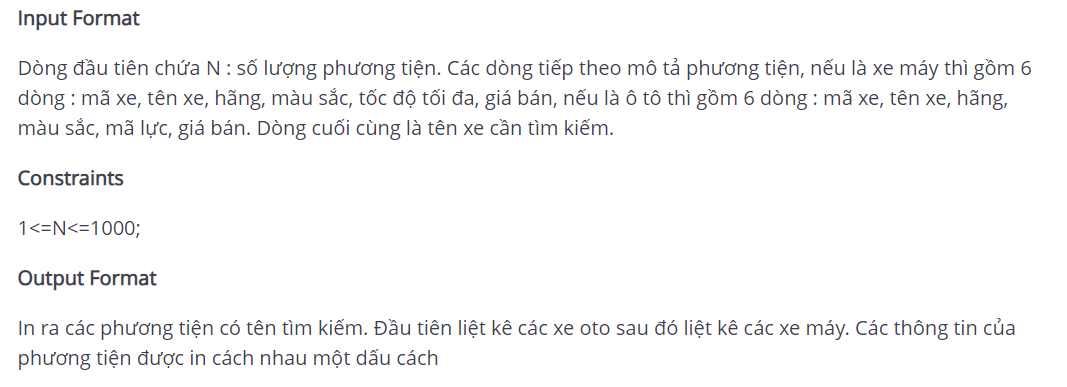 Input Format
Dòng đầu tiên chứa N : số lượng phương tiện. Các dòng tiếp theo mô tả phương tiện, nếu là xe máy thì gồm 6
dòng : mã xe, tên xe, hãng, màu sắc, tốc độ tối đa, giá bán, nếu là ô tô thì gồm 6 dòng : mã xe, tên xe, hãng,
màu sắc, mã lực, giá bán. Dòng cuối cùng là tên xe cần tìm kiếm.
Constraints
1<=N<=1000;
Output Format
In ra các phương tiện có tên tìm kiếm. Đầu tiên liệt kê các xe oto sau đó liệt kê các xe máy. Các thông tin của
phương tiện được in cách nhau một dấu cách